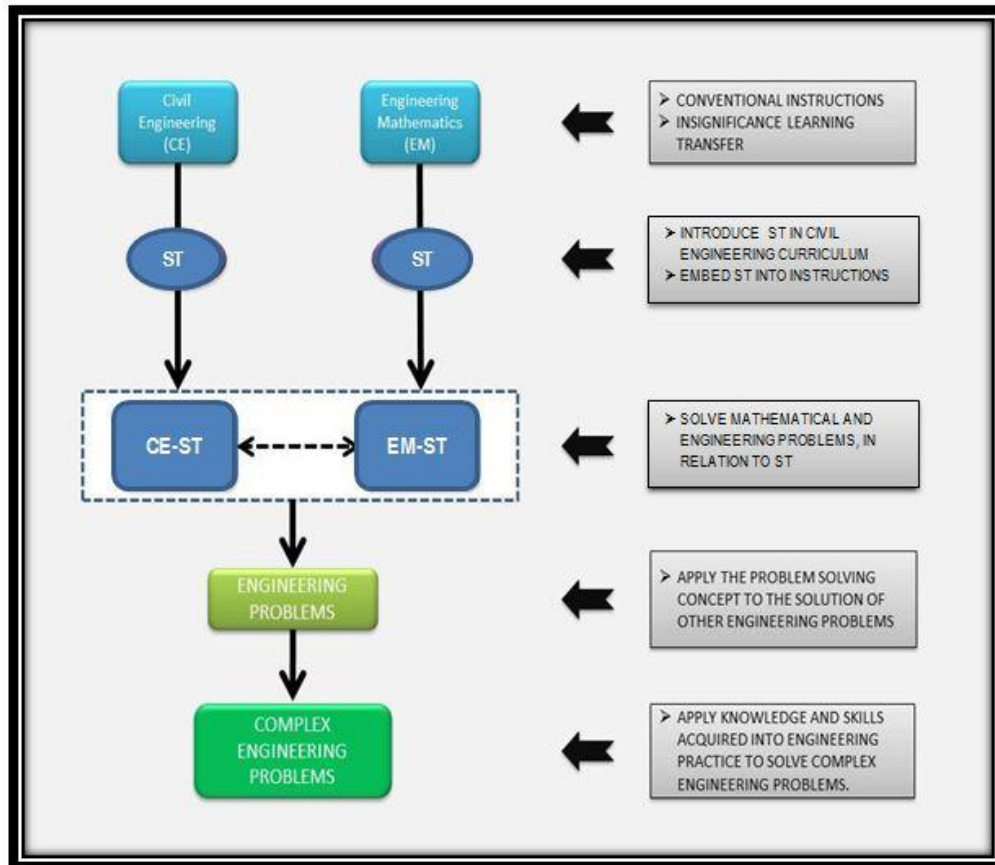 Civil
Engineering
(CE)
Engineering
Mathematics
(EM)
➤ CONVENTIONAL INSTRUCTIONS
➤ INSIGNIFICANCE LEARNING
TRANSFER
ST
ST
➤ INTRODUCE ST IN CIVIL
ENGINEERING CURRICULUM
➤ EMBED ST INTO INSTRUCTIONS
CE-ST
EM-ST
➤ SOLVE MATHEMATICAL AND
ENGINEERING PROBLEMS, IN
RELATION TO ST
ENGINEERING
PROBLEMS
➤ APPLY THE PROBLEM SOLVING
CONCEPT TO THE SOLUTION OF
OTHER ENGINEERING PROBLEMS
COMPLEX
ENGINEERING
PROBLEMS
➤ APPLY KNOWLEDGE AND SKILLS
ACQUIRED INTO ENGINEERING
PRACTICE TO SOLVE COMPLEX
ENGINEERING PROBLEMS.